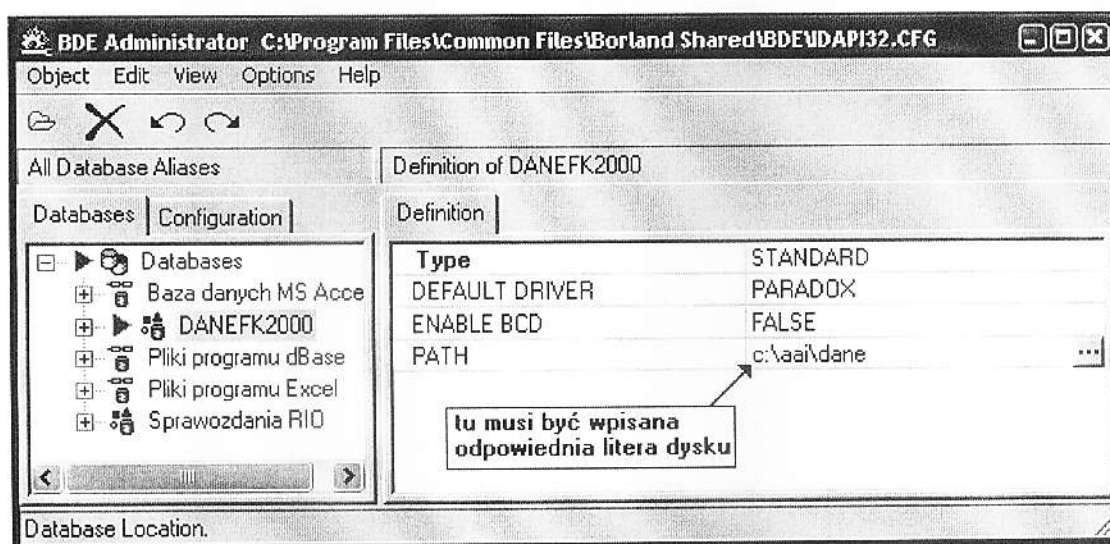 BDE Administrator C:\Program Files\Common Files\Borland Shared\BDE\IDAPI32.CFG
Object Edit View Options Help
All Database Aliases
Definition of DANEFK2000
Databases Configuration
Definition
Databases
Baza danych MS Acce
DANEFK2000
Pliki programu dBase
Pliki programu Excel
Sprawozdania RIO
Type STANDARD
DEFAULT DRIVER PARADOX
ENABLE BCD FALSE
PATH c:\aai\dane ...
tu musi być wpisana
odpowiednia litera dysku
Database Location.